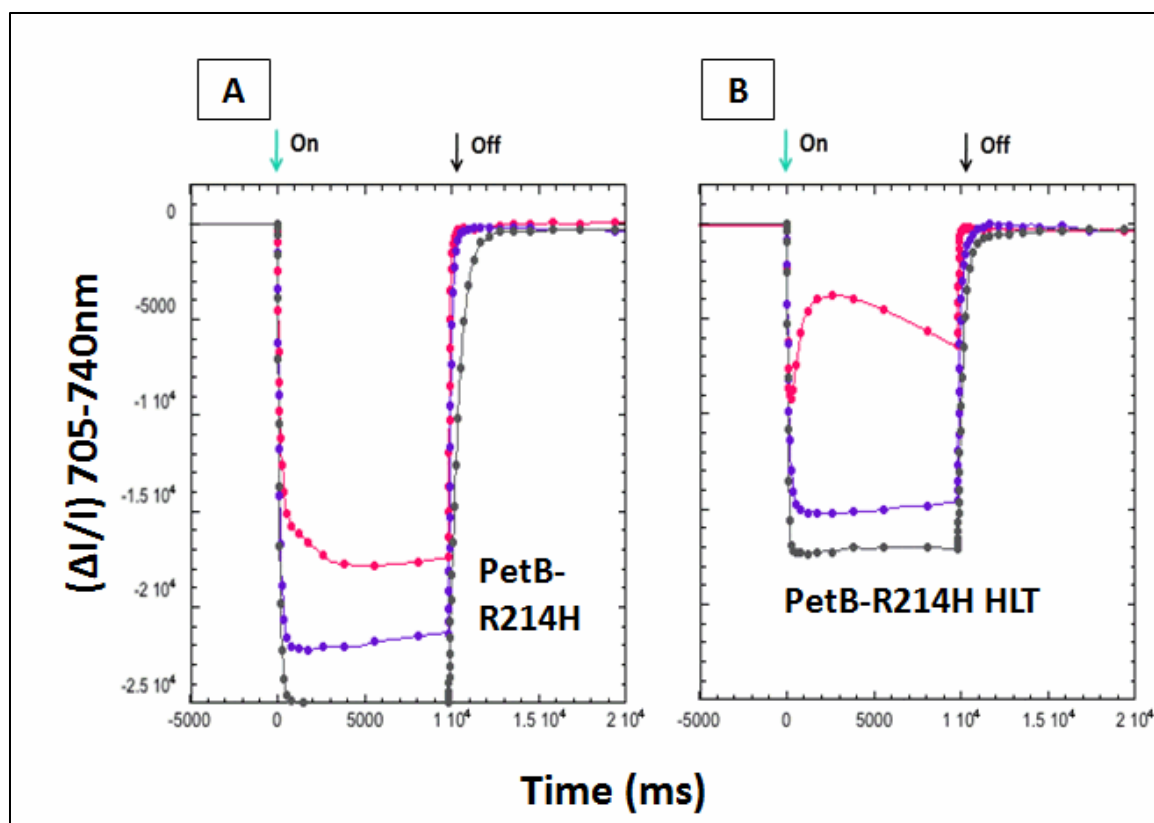 A
B
On
Off
On
Off
0
-5000
-1 10⁴
-1.5 10⁴
-2 10⁴
-2.5 10⁴
(ΔI/I) 705-740nm
PetB-
R214H
PetB-R214H HLT
-5000
0
5000
1 10⁴
1.5 10⁴
2 10⁴
-5000
0
5000
1 10⁴
1.5 10⁴
2 10⁴
Time (ms)